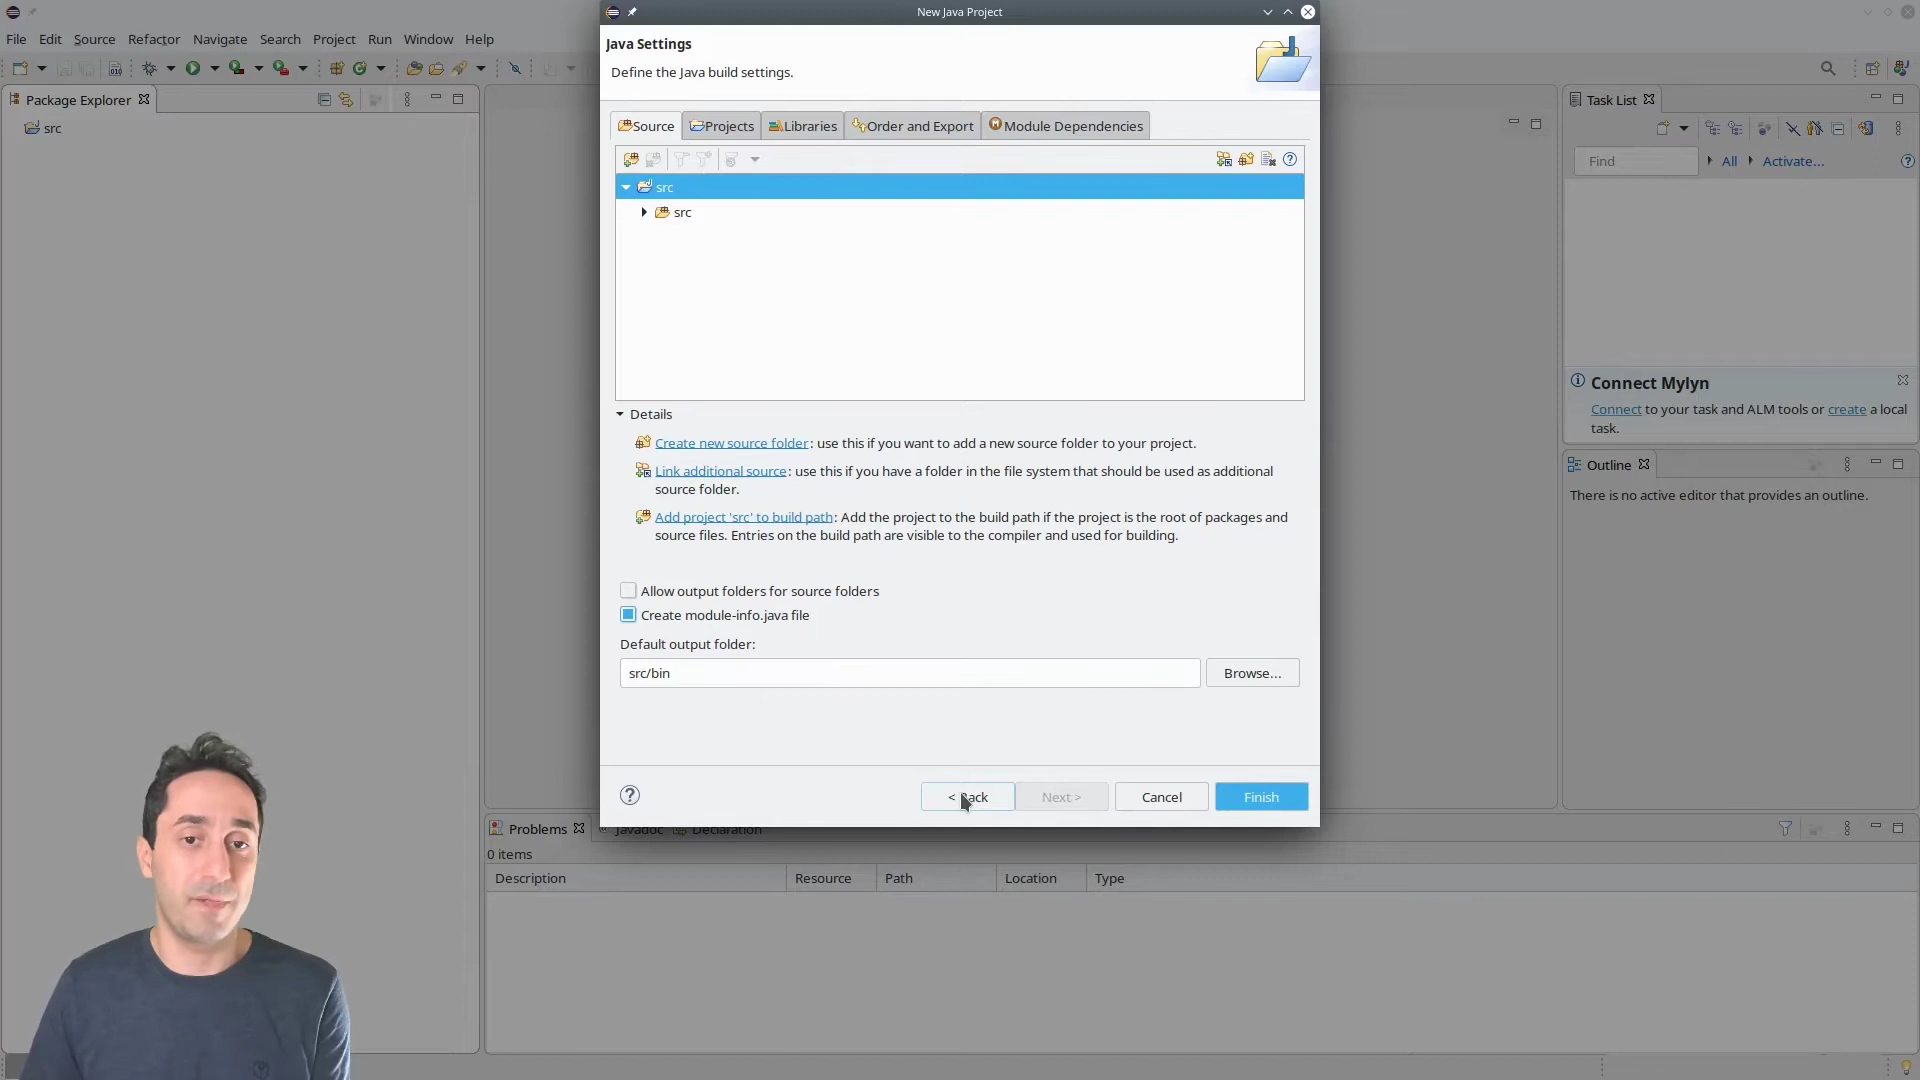 New Java Project
File Edit Source Refactor Navigate Search Project Run Window Help
Java Settings
Define the Java build settings.
Package Explorer
src
Source Projects Libraries Order and Export Module Dependencies
src
src
Details
Create new source folder: use this if you want to add a new source folder to your project.
Link additional source: use this if you have a folder in the file system that should be used as additional
source folder.
Add project 'src' to build path: Add the project to the build path if the project is the root of packages and
source files. Entries on the build path are visible to the compiler and used for building.
Allow output folders for source folders
Create module-info.java file
Default output folder:
src/bin
Browse...
< Back Next > Cancel Finish
Task List
Find All Activate...
Connect Mylyn
Connect to your task and ALM tools or create a local
task.
Outline
There is no active editor that provides an outline.
Problems Javadoc Declaration
0 items
Description Resource Path Location Type